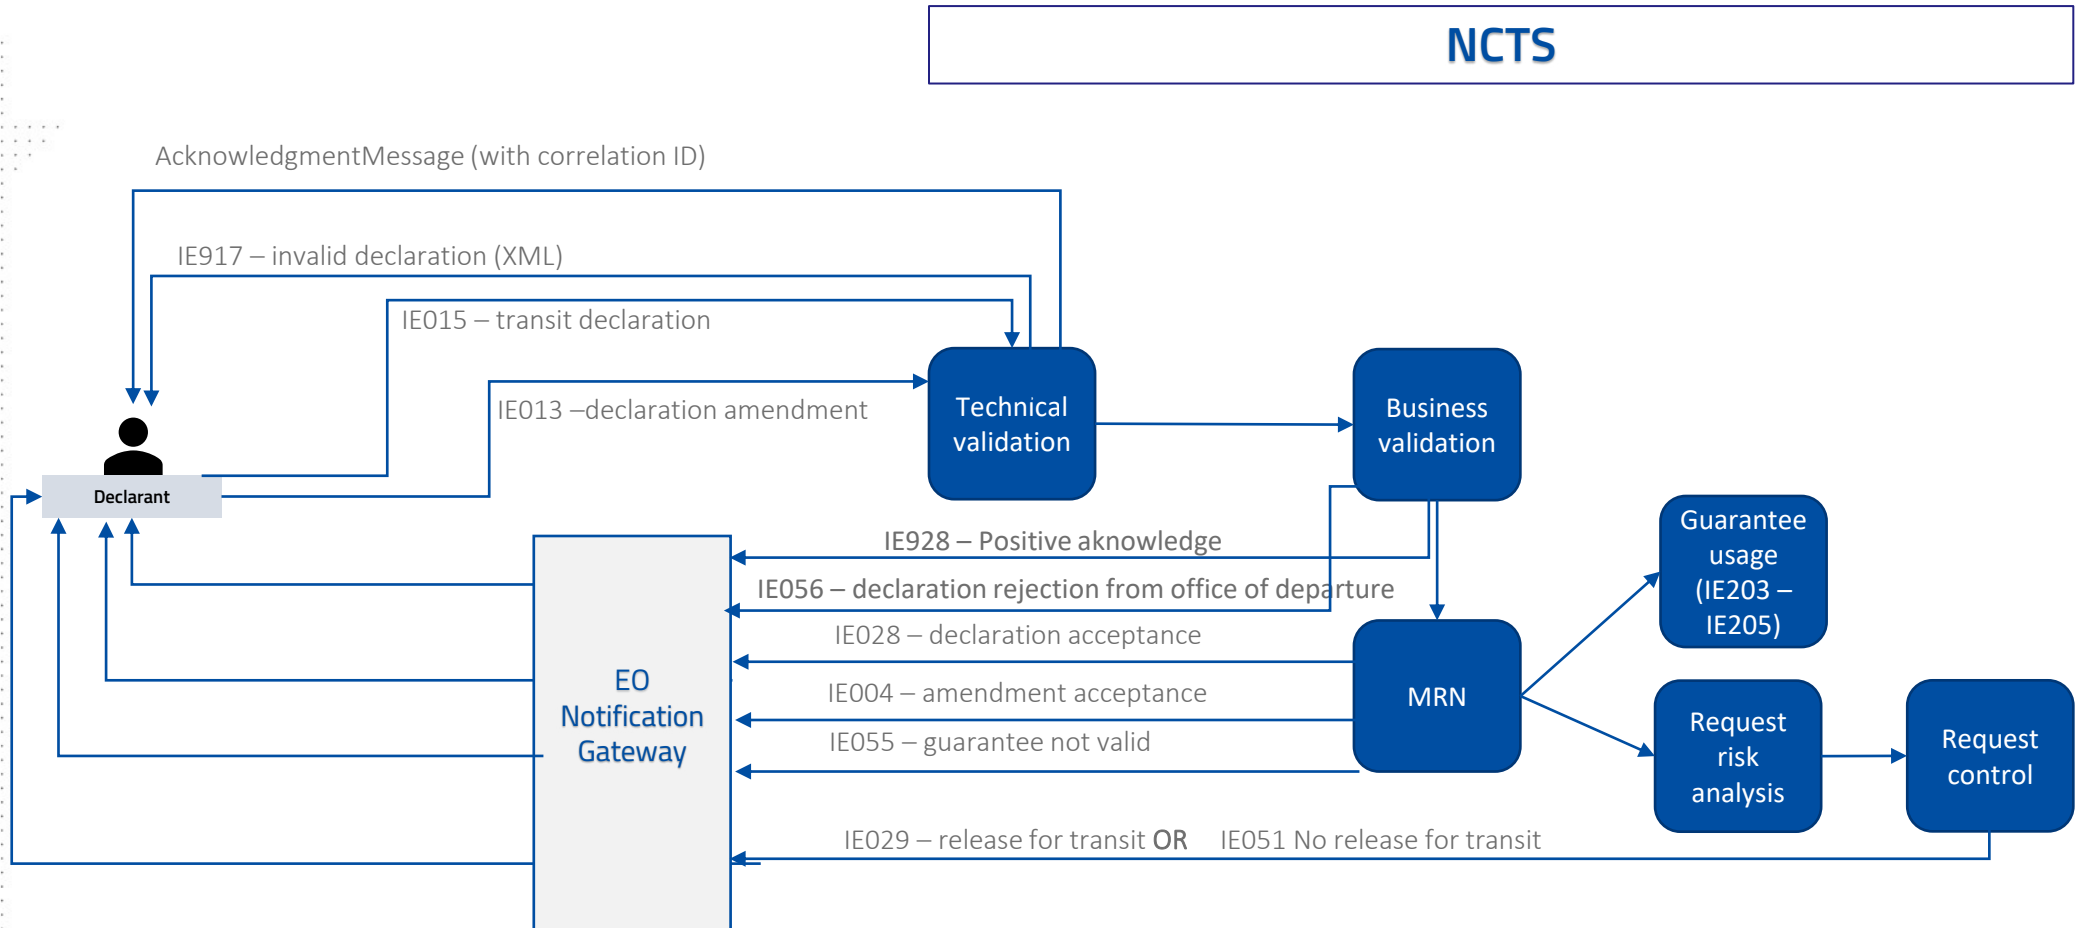 NCTS
AcknowledgmentMessage (with correlation ID)
IE917 – invalid declaration (XML)
IE015 – transit declaration
IE013 –declaration amendment
Technical
validation
Business
validation
Declarant
Guarantee
usage
(IE203 –
IE205)
IE928 – Positive aknowledge
IE056 – declaration rejection from office of departure
IE028 – declaration acceptance
IE004 – amendment acceptance
IE055 – guarantee not valid
EO
Notification
Gateway
MRN
Request
risk
analysis
Request
control
IE029 – release for transit OR IE051 No release for transit